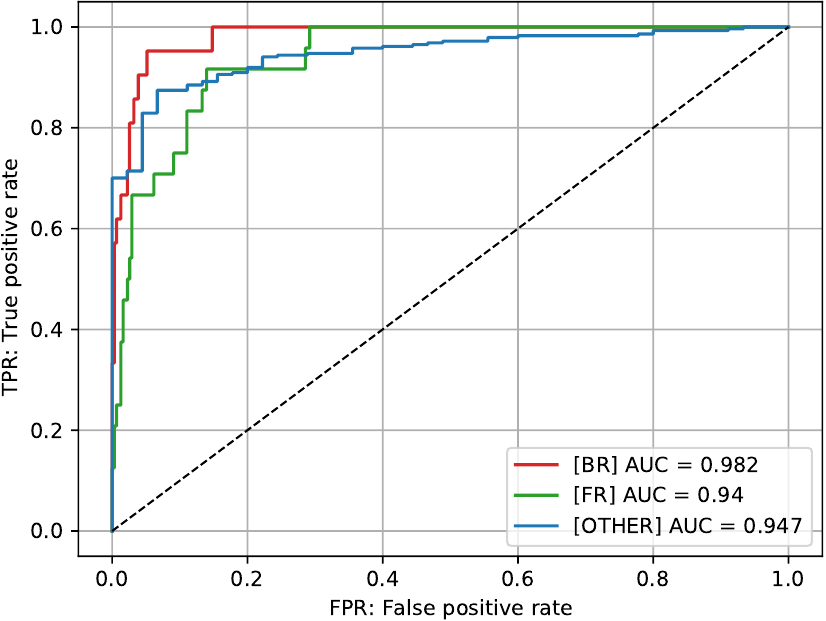 TPR: True positive rate
1.0
0.8
0.6
0.4
0.2
0.0
[BR] AUC = 0.982
[FR] AUC = 0.94
[OTHER] AUC = 0.947
0.0 0.2 0.4 0.6 0.8 1.0
FPR: False positive rate